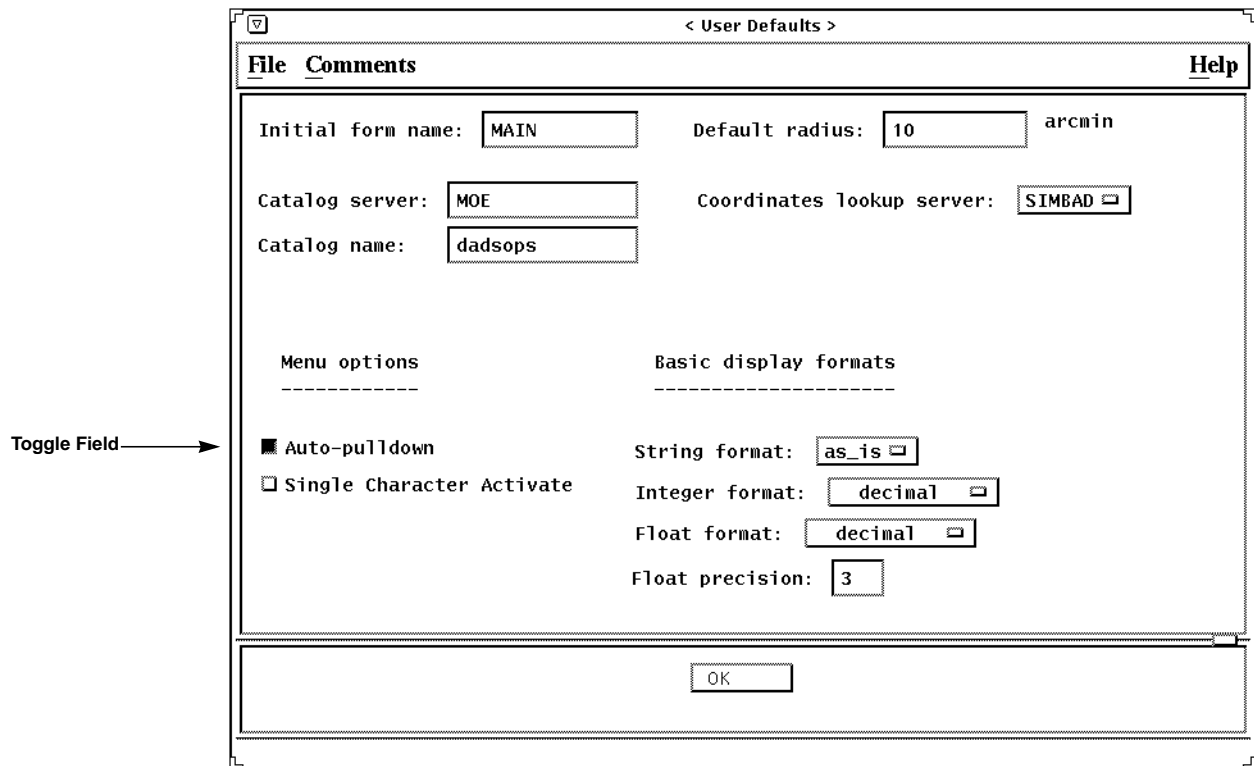 < User Defaults >
File Comments Help
Initial form name: MAIN Default radius: 10 arcmin
Catalog server: MOE Coordinates lookup server: SIMBAD
Catalog name: dadsops
Menu options Basic display formats
------------ ---------------------
Toggle Field Auto-pulldown String format: as_is
Single Character Activate Integer format: decimal
Float format: decimal
Float precision: 3
OK